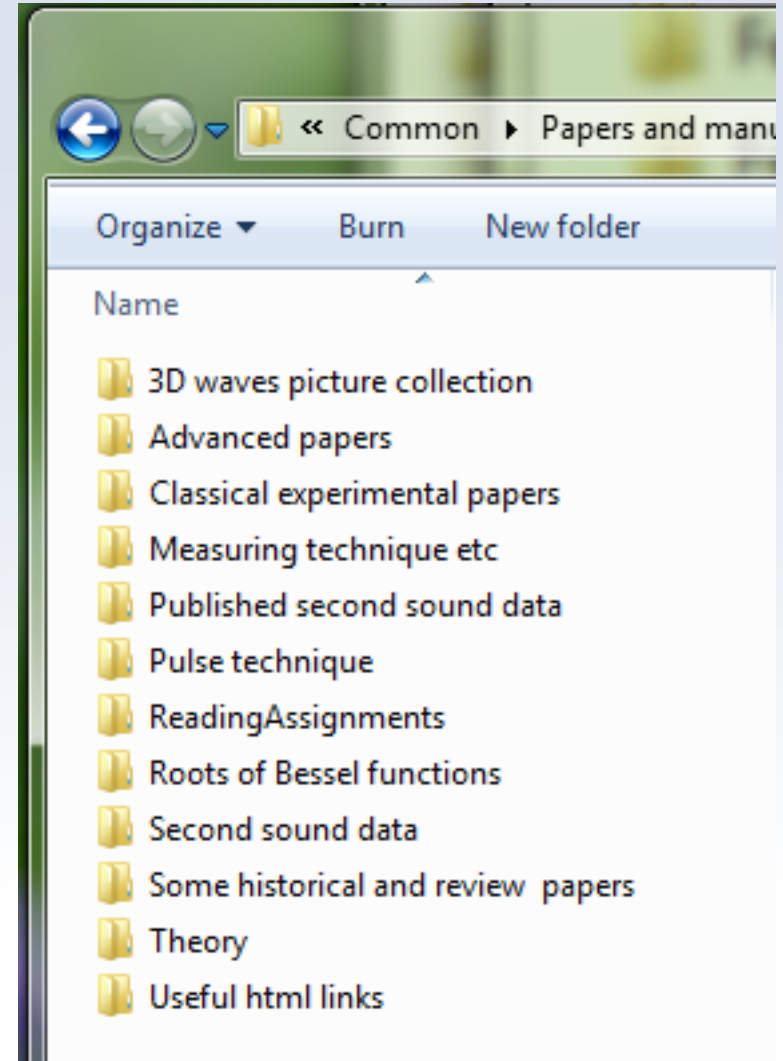 « Common ▸ Papers and manu
Organize Burn New folder
Name
3D waves picture collection
Advanced papers
Classical experimental papers
Measuring technique etc
Published second sound data
Pulse technique
ReadingAssignments
Roots of Bessel functions
Second sound data
Some historical and review  papers
Theory
Useful html links